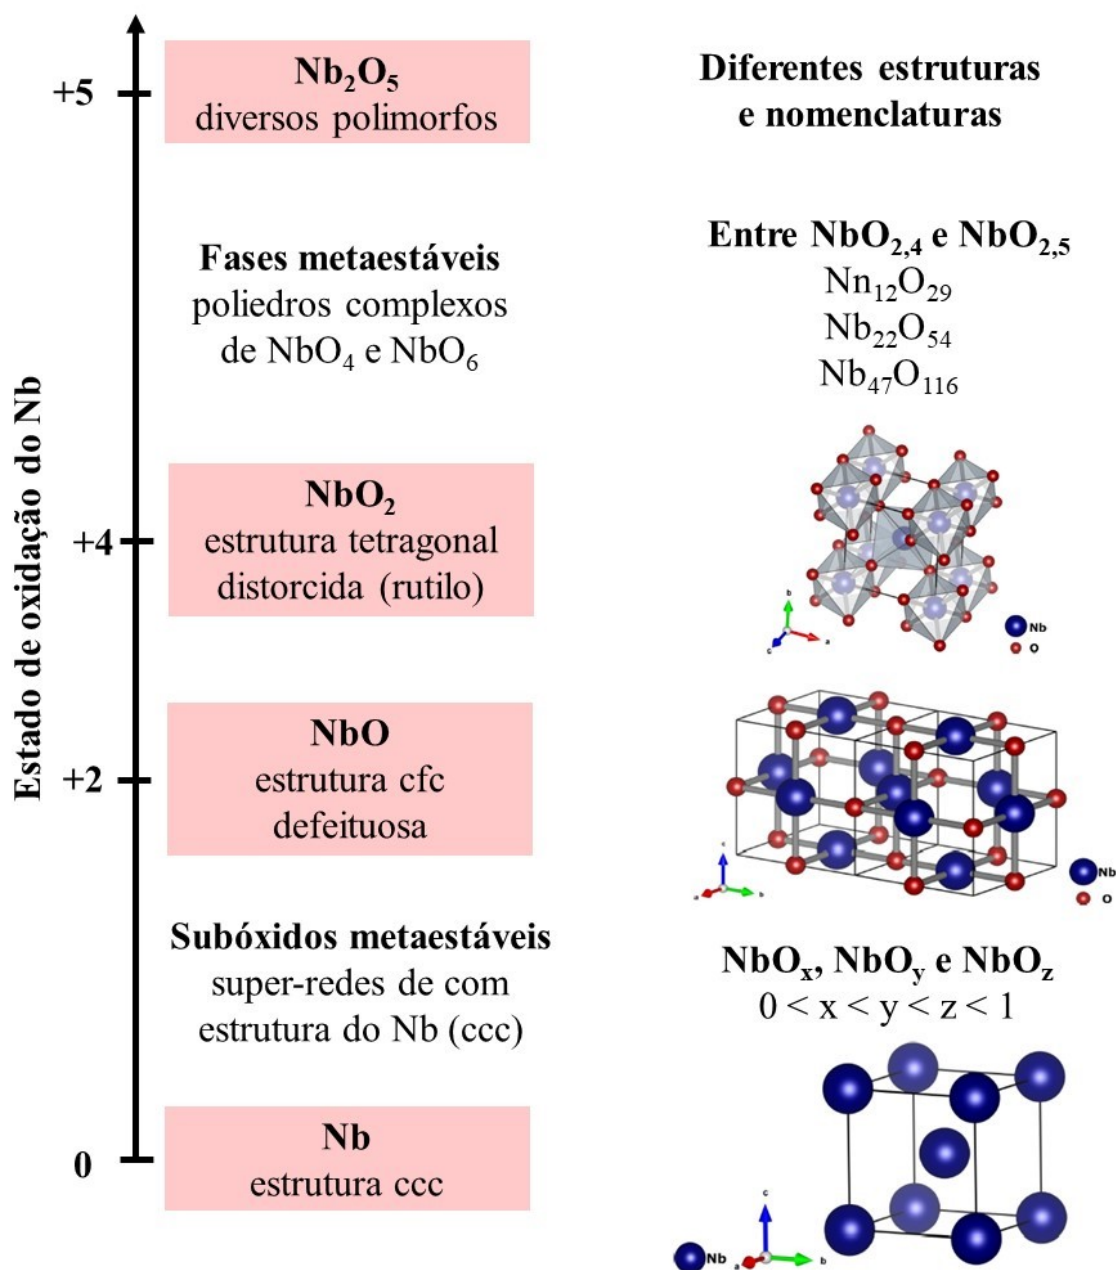 Estado de oxidação do Nb
+5
Nb₂O₅
diversos polimorfos
Diferentes estruturas
e nomenclaturas
Fases metaestáveis
poliedros complexos
de NbO₄ e NbO₆
Entre NbO₂,₄ e NbO₂,₅
Nn₁₂O₂₉
Nb₂₂O₅₄
Nb₄₇O₁₁₆
+4
NbO₂
estrutura tetragonal
distorcida (rutilo)
b
c
a
Nb
O
+2
NbO
estrutura cfc
defeituosa
c
a
b
Nb
O
Subóxidos metaestáveis
super-redes de com
estrutura do Nb (ccc)
NbOx, NbOy e NbOz
0 < x < y < z < 1
0
Nb
estrutura ccc
Nb
c
a
b